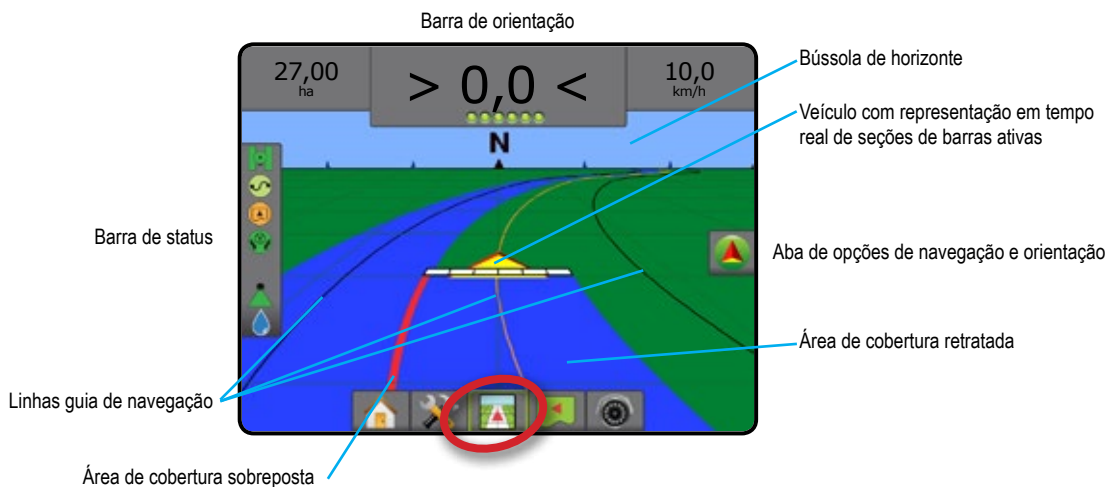 Barra de orientação
27,00
ha
> 0,0 <
10,0
km/h
Bússola de horizonte
N
Veículo com representação em tempo
real de seções de barras ativas
Barra de status
Aba de opções de navegação e orientação
Área de cobertura retratada
Linhas guia de navegação
Área de cobertura sobreposta